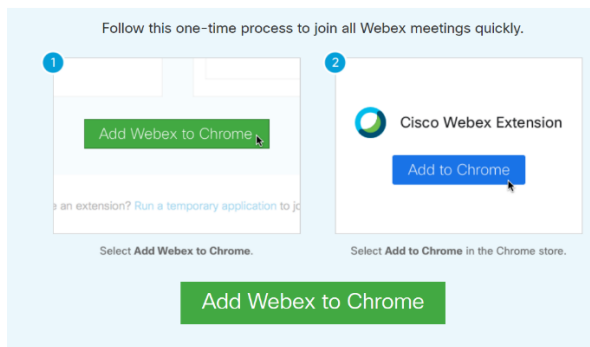 Follow this one-time process to join all Webex meetings quickly.
1
Add Webex to Chrome
an extension? Run a temporary application to
Select Add Webex to Chrome.
2
Cisco Webex Extension
Add to Chrome
Select Add to Chrome in the Chrome store.
Add Webex to Chrome